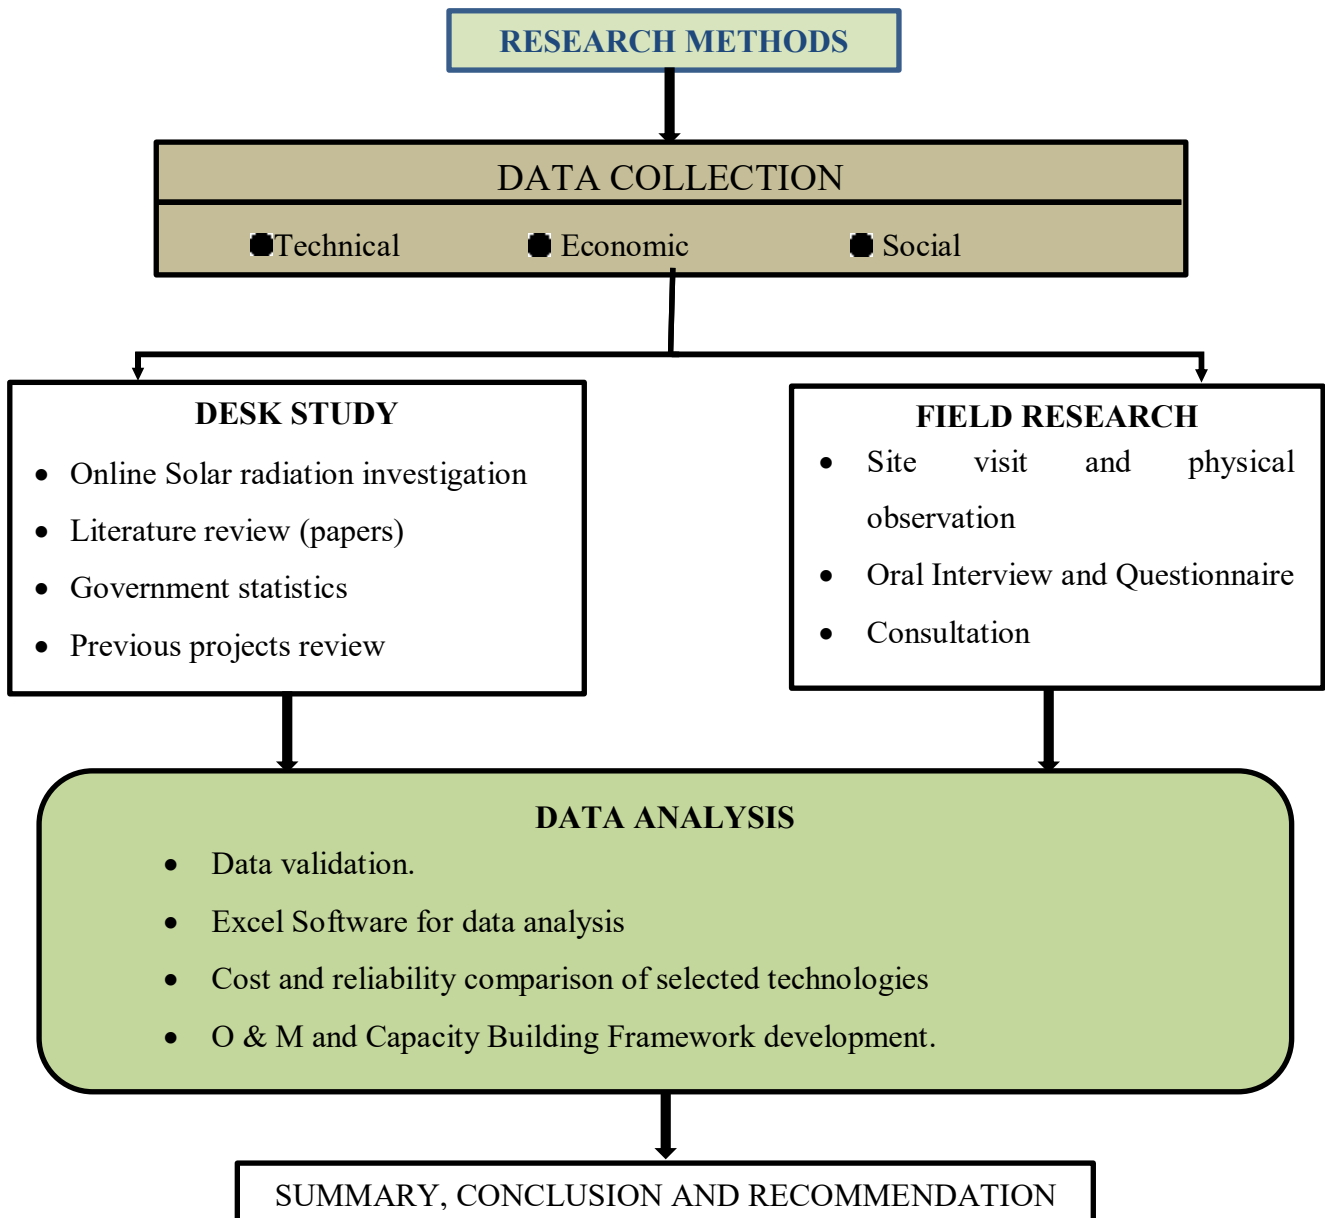 RESEARCH METHODS
DATA COLLECTION
Technical Economic Social
DESK STUDY
• Online Solar radiation investigation
• Literature review (papers)
• Government statistics
• Previous projects review
FIELD RESEARCH
• Site visit and physical
observation
• Oral Interview and Questionnaire
• Consultation
DATA ANALYSIS
• Data validation.
• Excel Software for data analysis
• Cost and reliability comparison of selected technologies
• O & M and Capacity Building Framework development.
SUMMARY, CONCLUSION AND RECOMMENDATION